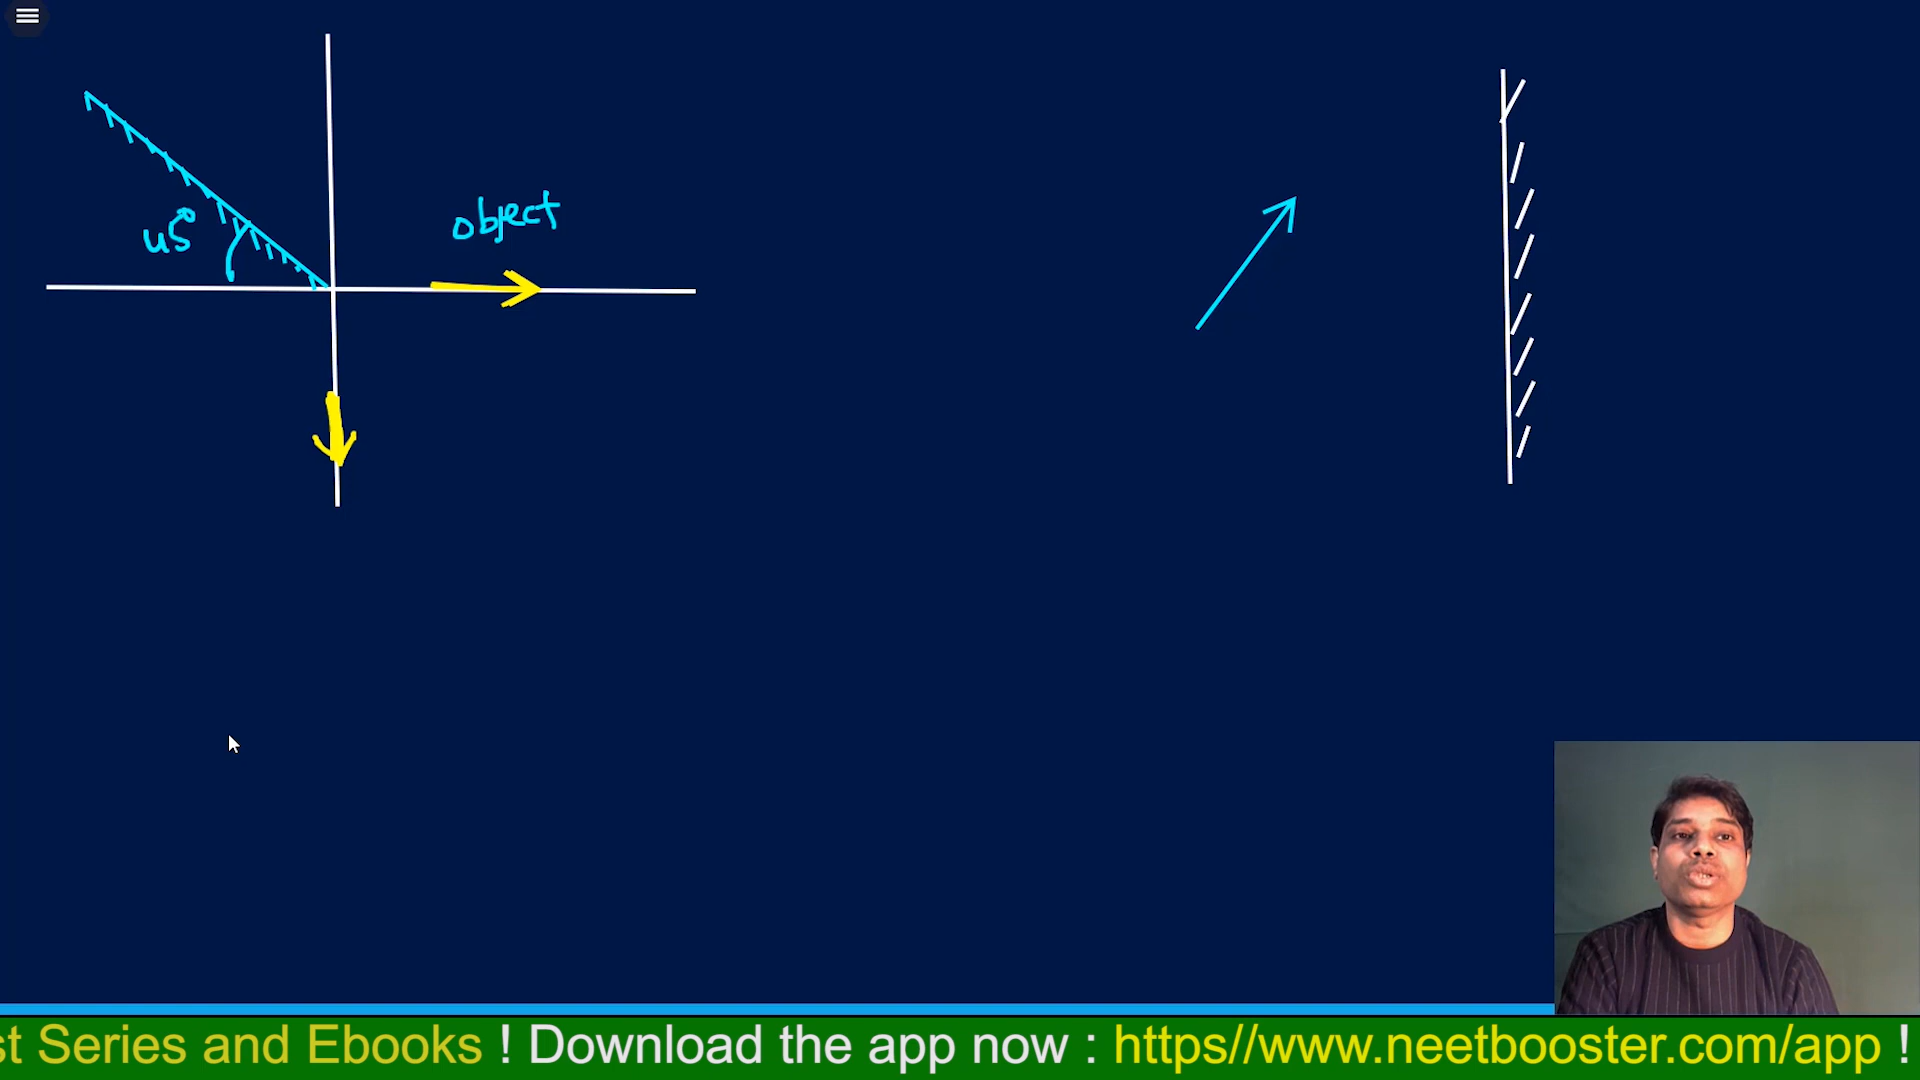 object
45°
st Series and Ebooks ! Download the app now : https//www.neetbooster.com/app !